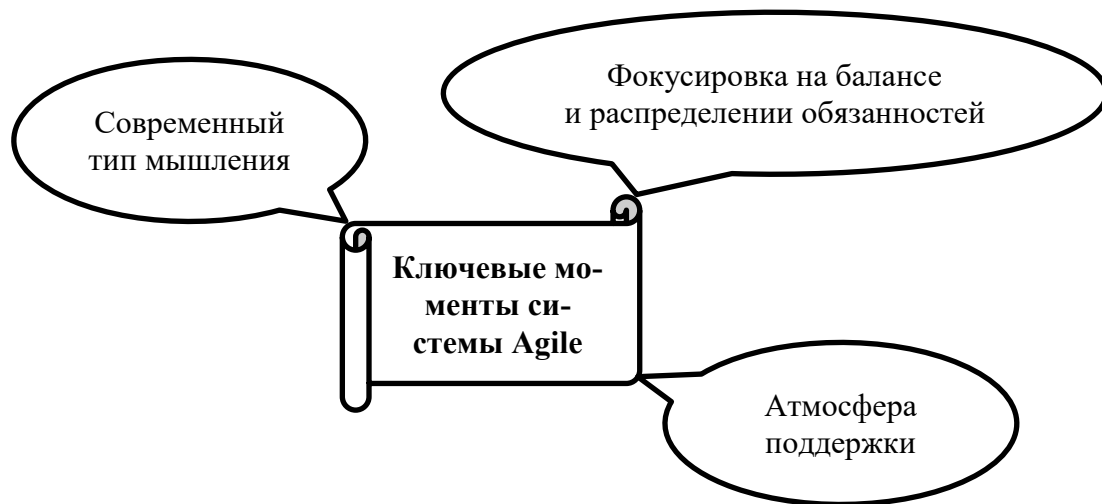 Фокусировка на балансе
и распределении обязанностей
Современный
тип мышления
Ключевые мо-
менты си-
стемы Agile
Атмосфера
поддержки